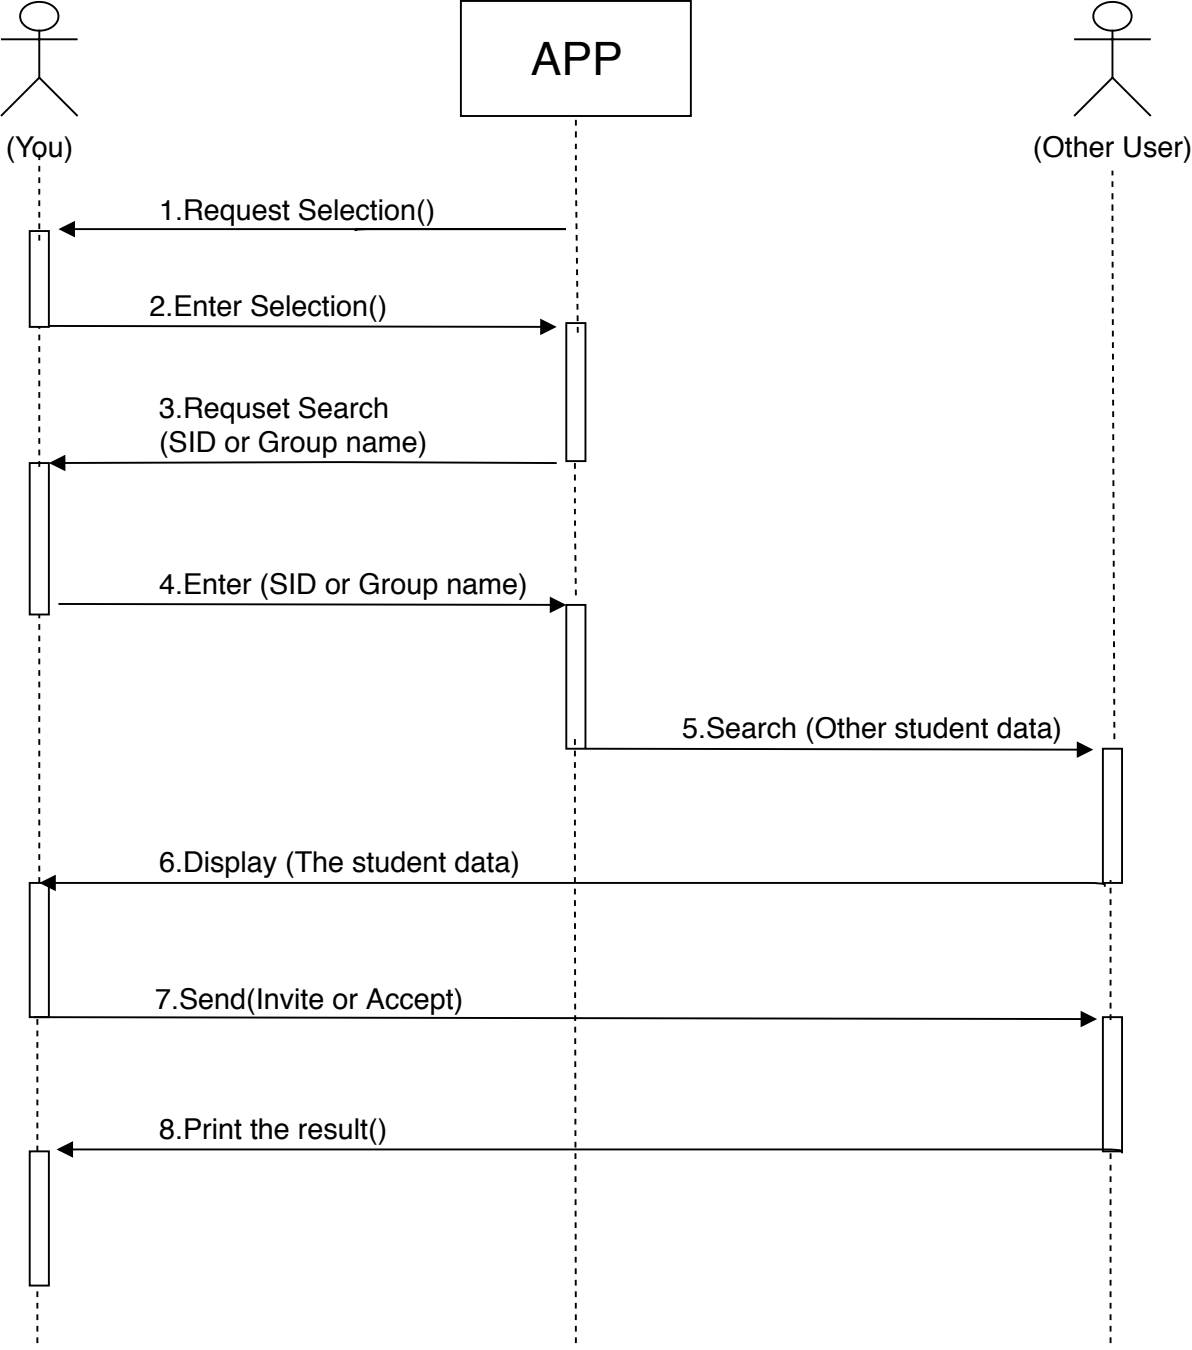 APP
(You)
(Other User)
1.Request Selection()
2.Enter Selection()
3.Requset Search
(SID or Group name)
4.Enter (SID or Group name)
5.Search (Other student data)
6.Display (The student data)
7.Send(Invite or Accept)
8.Print the result()